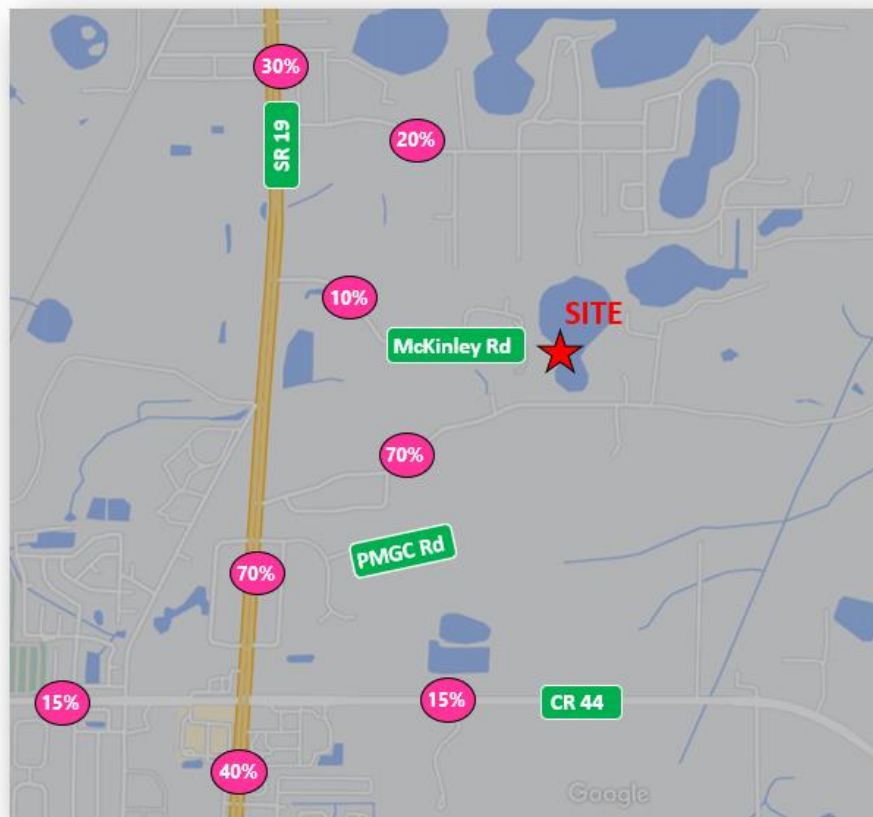 30%
SR 19
20%
10%
SITE
McKinley Rd
70%
PMGC Rd
70%
15%
15%
CR 44
40%
Google